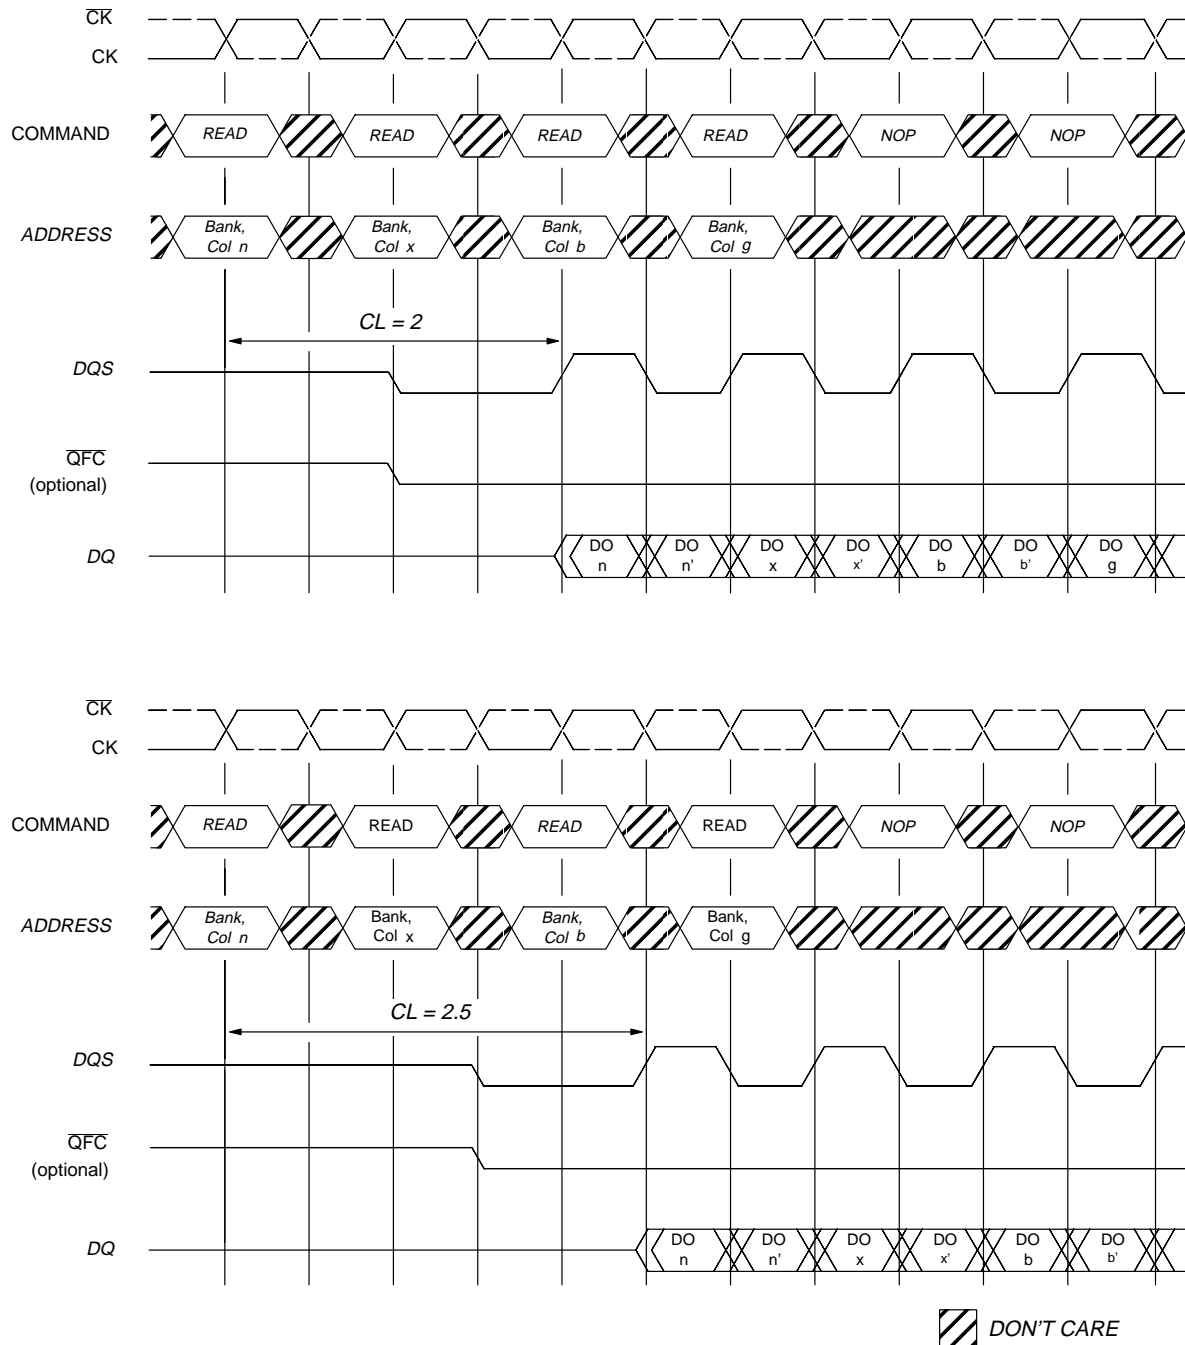 CK
CK
COMMAND READ READ READ READ NOP NOP
ADDRESS Bank, Col n Bank, Col x Bank, Col b Bank, Col g
CL = 2
DQS
QFC
(optional)
DQ DO n DO n' DO x DO x' DO b DO b' DO g
CK
CK
COMMAND READ READ READ READ NOP NOP
ADDRESS Bank, Col n Bank, Col x Bank, Col b Bank, Col g
CL = 2.5
DQS
QFC
(optional)
DQ DO n DO n' DO x DO x' DO b DO b'
DON'T CARE